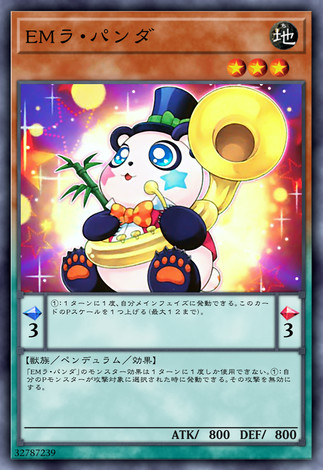 EMラ・パンダ
地
①:1ターンに1度、自分メインフェイズに発動できる。このカー
ドのPスケールを1つ上げる(最大12まで)。
3
3
【獣族/ペンデュラム/効果】
「EMラ・パンダ」のモンスター効果は1ターンに1度しか使用できない。①:自
分のPモンスターが攻撃対象に選択された時に発動できる。その攻撃を無効に
する。
ATK/ 800 DEF/ 800
32787239